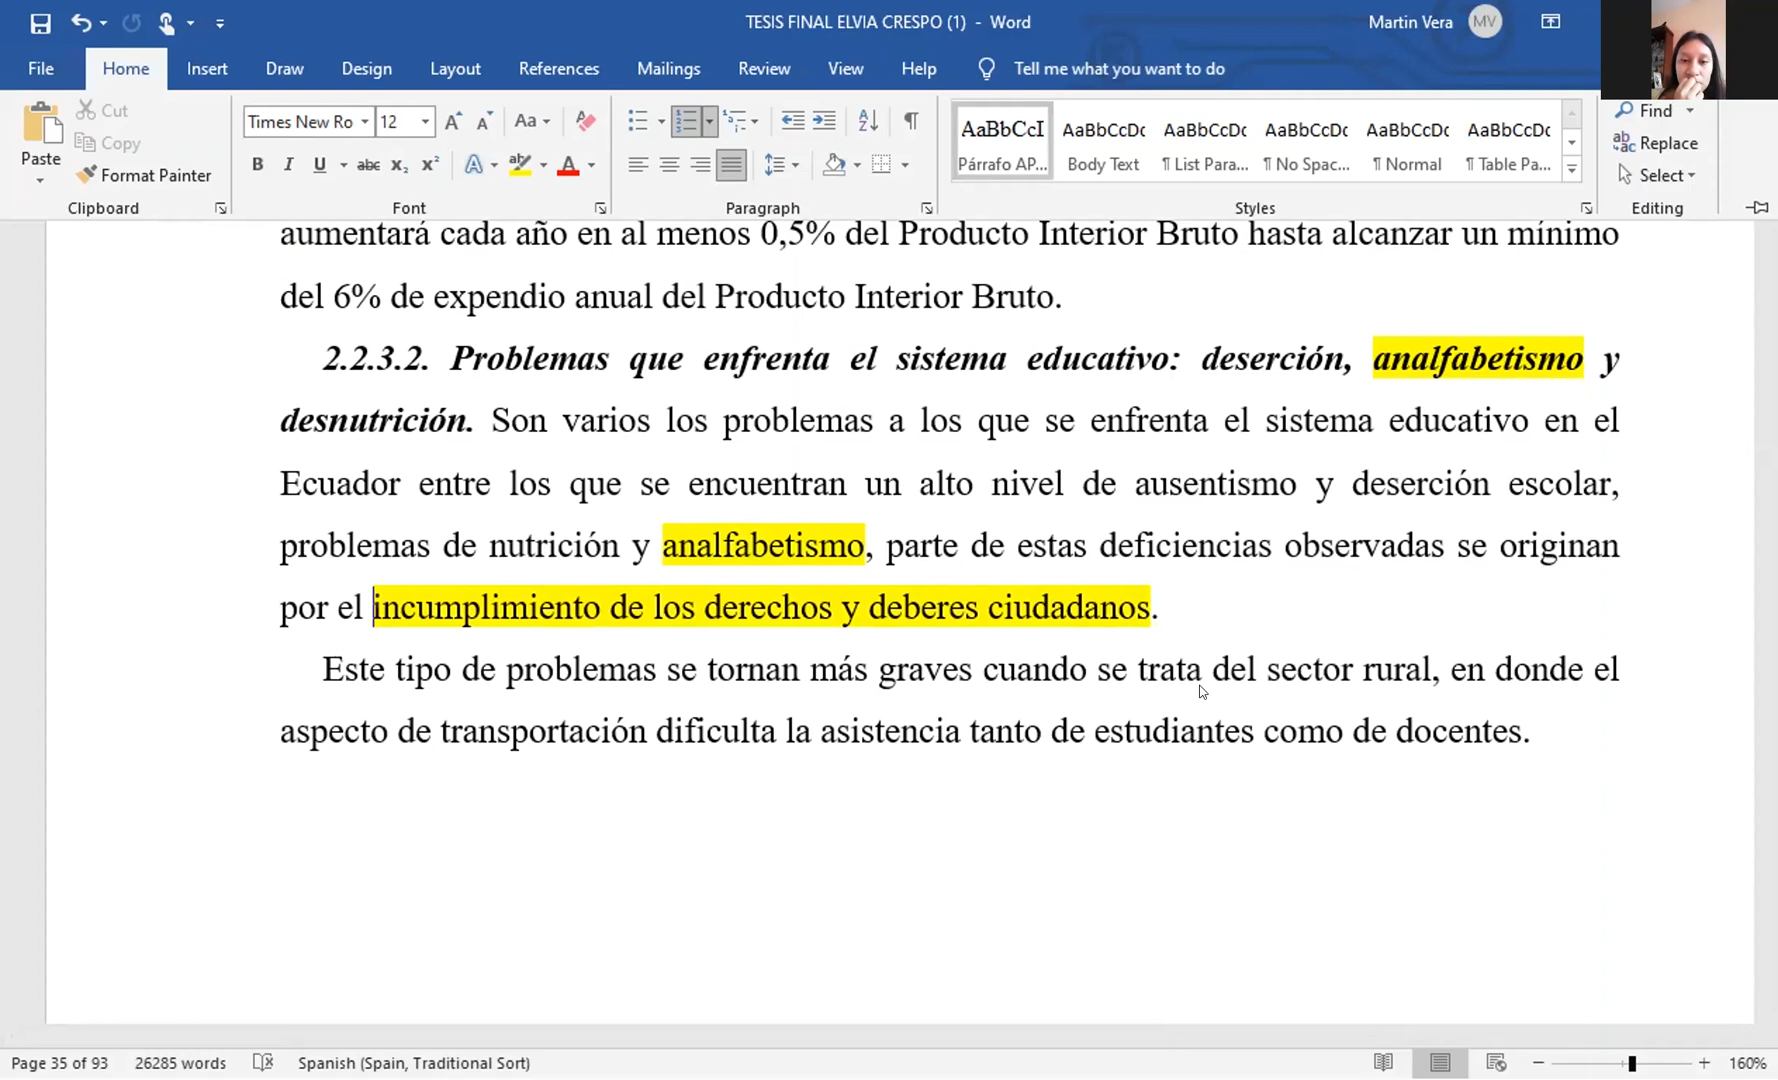 TESIS FINAL ELVIA CRESPO (1) - Word
Martin Vera MV
File Home Insert Draw Design Layout References Mailings Review View Help Tell me what you want to do
Paste
Cut
Copy
Format Painter
Clipboard
Times New Ro 12
Aa
B I U abc x₂ x²
Font
Paragraph
AaBbCcI AaBbCcDc AaBbCcDc AaBbCcDc AaBbCcDc AaBbCcDc
Párrafo AP... Body Text ¶ List Para... ¶ No Spac... ¶ Normal ¶ Table Pa...
Styles
Find
Replace
Select
Editing
aumentará cada año en al menos 0,5% del Producto Interior Bruto hasta alcanzar un mínimo
del 6% de expendio anual del Producto Interior Bruto.
2.2.3.2. Problemas que enfrenta el sistema educativo: deserción, analfabetismo y
desnutrición. Son varios los problemas a los que se enfrenta el sistema educativo en el
Ecuador entre los que se encuentran un alto nivel de ausentismo y deserción escolar,
problemas de nutrición y analfabetismo, parte de estas deficiencias observadas se originan
por el incumplimiento de los derechos y deberes ciudadanos.
Este tipo de problemas se tornan más graves cuando se trata del sector rural, en donde el
aspecto de transportación dificulta la asistencia tanto de estudiantes como de docentes.
Page 35 of 93 26285 words Spanish (Spain, Traditional Sort) 160%